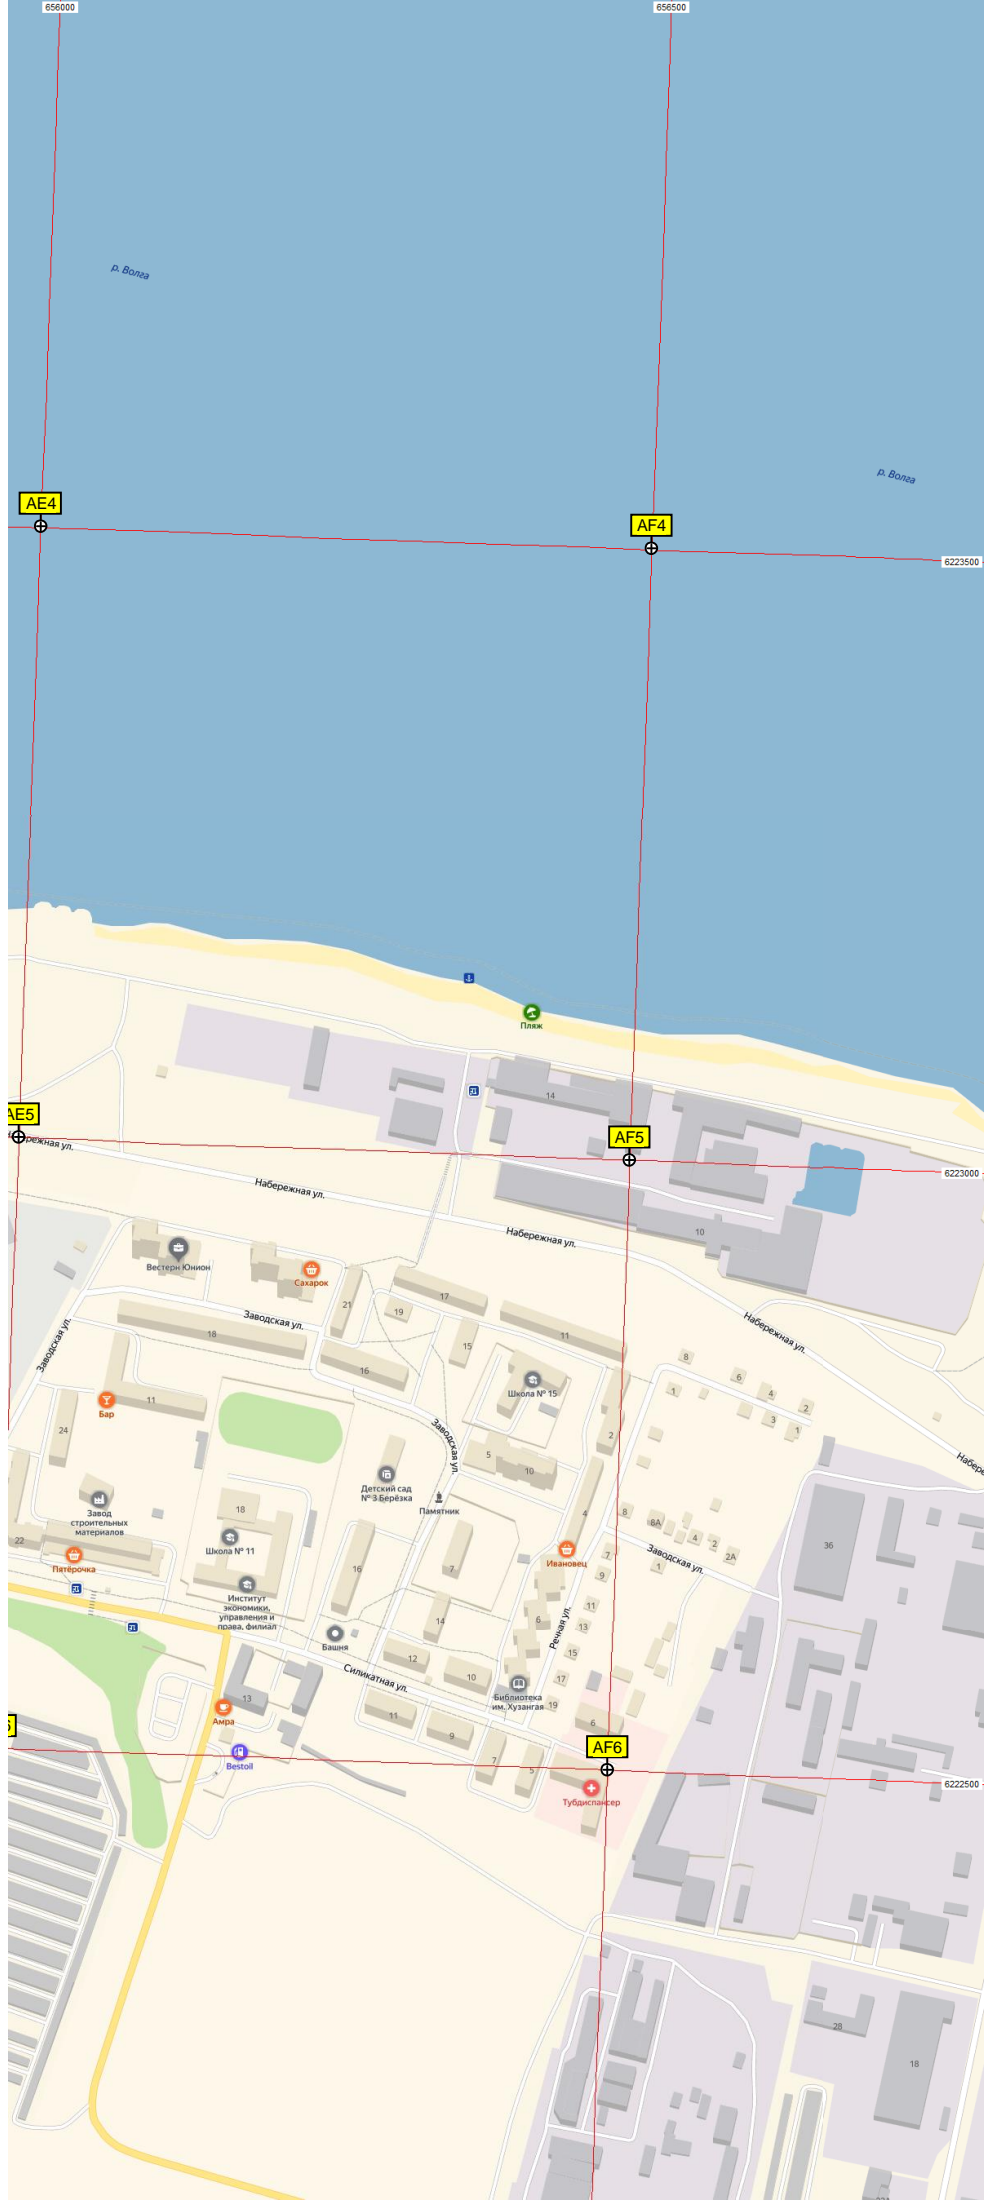 656000
656500
р. Волга
р. Волга
AE4
AF4
6223500
Пляж
14
AE5
AF5
Набережная ул.
6223000
Набережная ул.
10
Набережная ул.
Вестерн Юнион
Сахарок
21
17
19
Заводская ул.
18
11
15
Набережная ул.
Заводская ул.
16
8
6
4
2
1
3
1
Школа № 15
11
Бар
24
2
Заводская ул.
5
10
Детский сад
№ 3 Берёзка
Памятник
Завод
строительных
материалов
18
4
8
8А
4
2
2А
36
22
Школа № 11
Пятёрочка
Ивановец
7
9
1
Заводская ул.
16
7
Институт
экономики,
управления и
права, филиал
11
13
15
17
19
Речная ул.
6
14
Башня
12
10
Силикатная ул.
Библиотека
им. Хузангая
13
Амра
11
9
6
AF6
Bestoil
7
5
Тубдиспансер
6222500
28
18